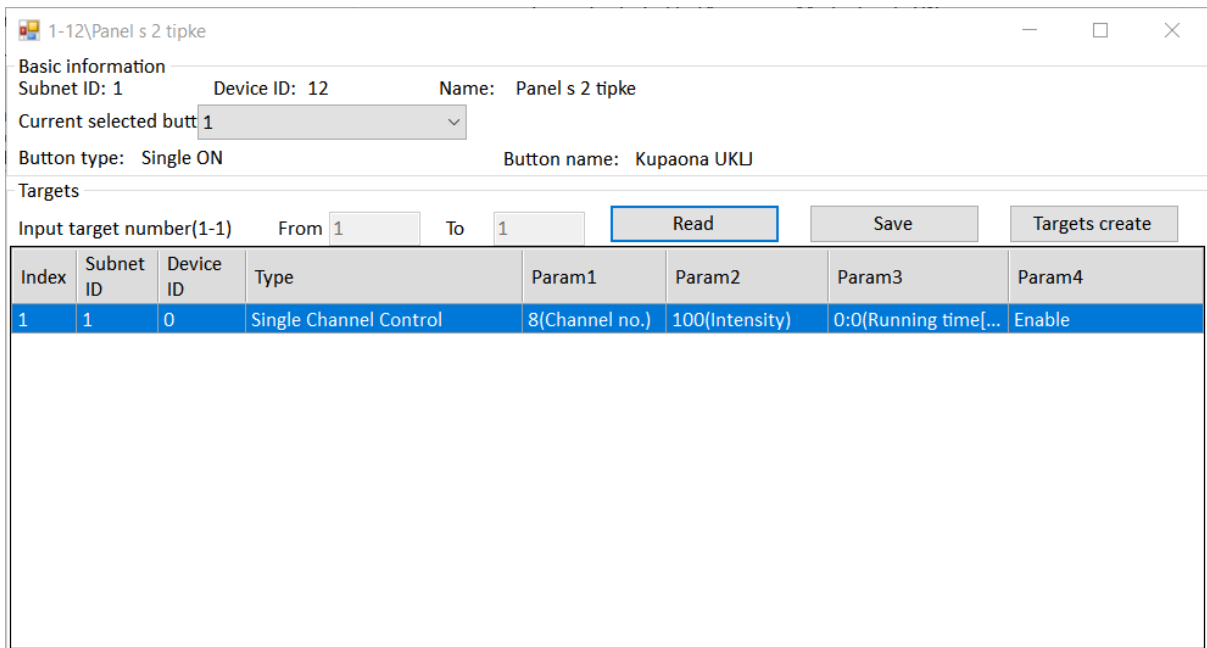 1-12\Panel s 2 tipke
Basic information
Subnet ID: 1 Device ID: 12 Name: Panel s 2 tipke
Current selected butt 1
Button type: Single ON Button name: Kupaona UKLJ
Targets
Input target number(1-1) From 1 To 1 Read Save Targets create
Index Subnet ID Device ID Type Param1 Param2 Param3 Param4
1 1 0 Single Channel Control 8(Channel no.) 100(Intensity) 0:0(Running time[... Enable